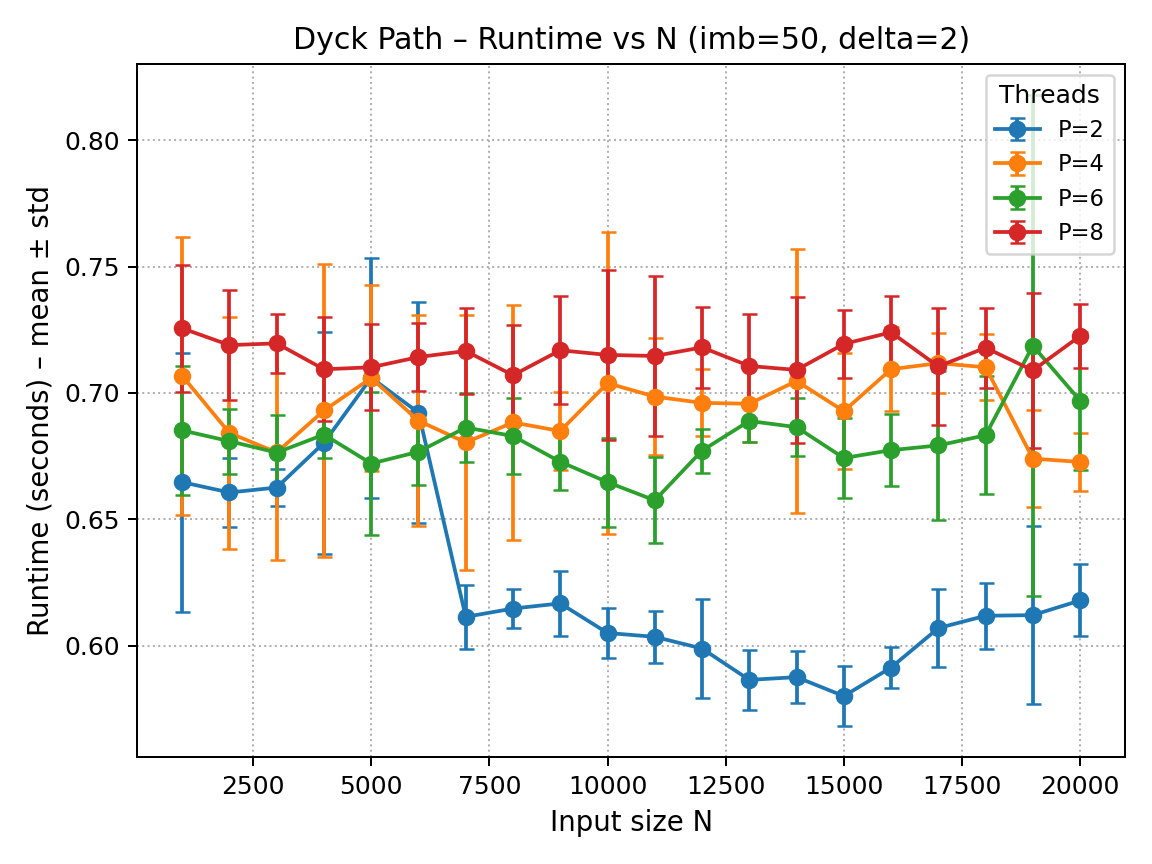 Dyck Path – Runtime vs N (imb=50, delta=2)
Runtime (seconds) – mean ± std
0.80
0.75
0.70
0.65
0.60
Threads
P=2
P=4
P=6
P=8
2500 5000 7500 10000 12500 15000 17500 20000
Input size N